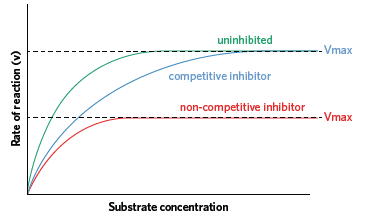 uninhibited
Vmax
competitive inhibitor
non-competitive inhibitor
Vmax
Rate of reaction (v)
Substrate concentration